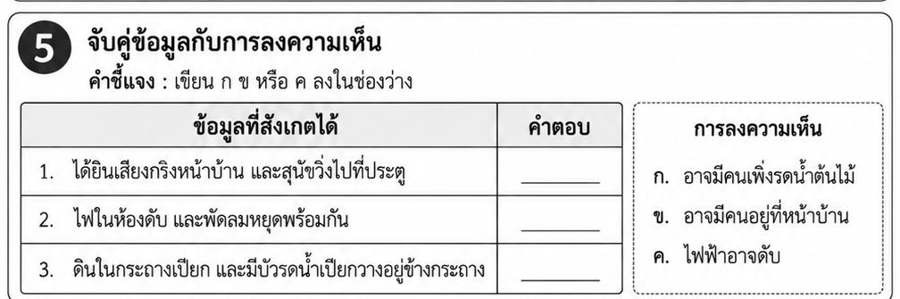 5
จับคู่ข้อมูลกับการลงความเห็น
คำชี้แจง : เขียน ก ข หรือ ค ลงในช่องว่าง
ข้อมูลที่สังเกตได้ คำตอบ
1. ได้ยินเสียงกริ่งหน้าบ้าน และสุนัขวิ่งไปที่ประตู
2. ไฟในห้องดับ และพัดลมหยุดพร้อมกัน
3. ดินในกระถางเปียก และมีบัวรดน้ำเปียกวางอยู่ข้างกระถาง
การลงความเห็น
ก. อาจมีคนเพิ่งรดน้ำต้นไม้
ข. อาจมีคนอยู่ที่หน้าบ้าน
ค. ไฟฟ้าอาจดับ